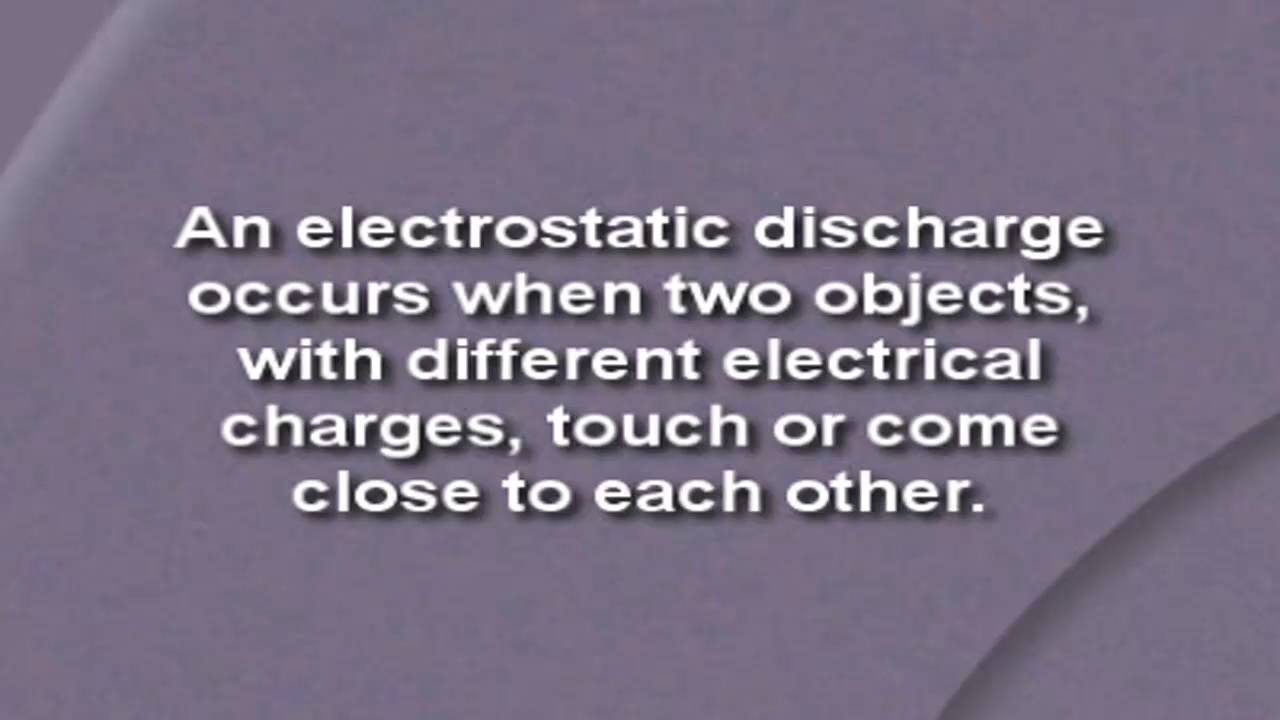 An electrostatic discharge
occurs when two objects,
with different electrical
charges, touch or come
close to each other.